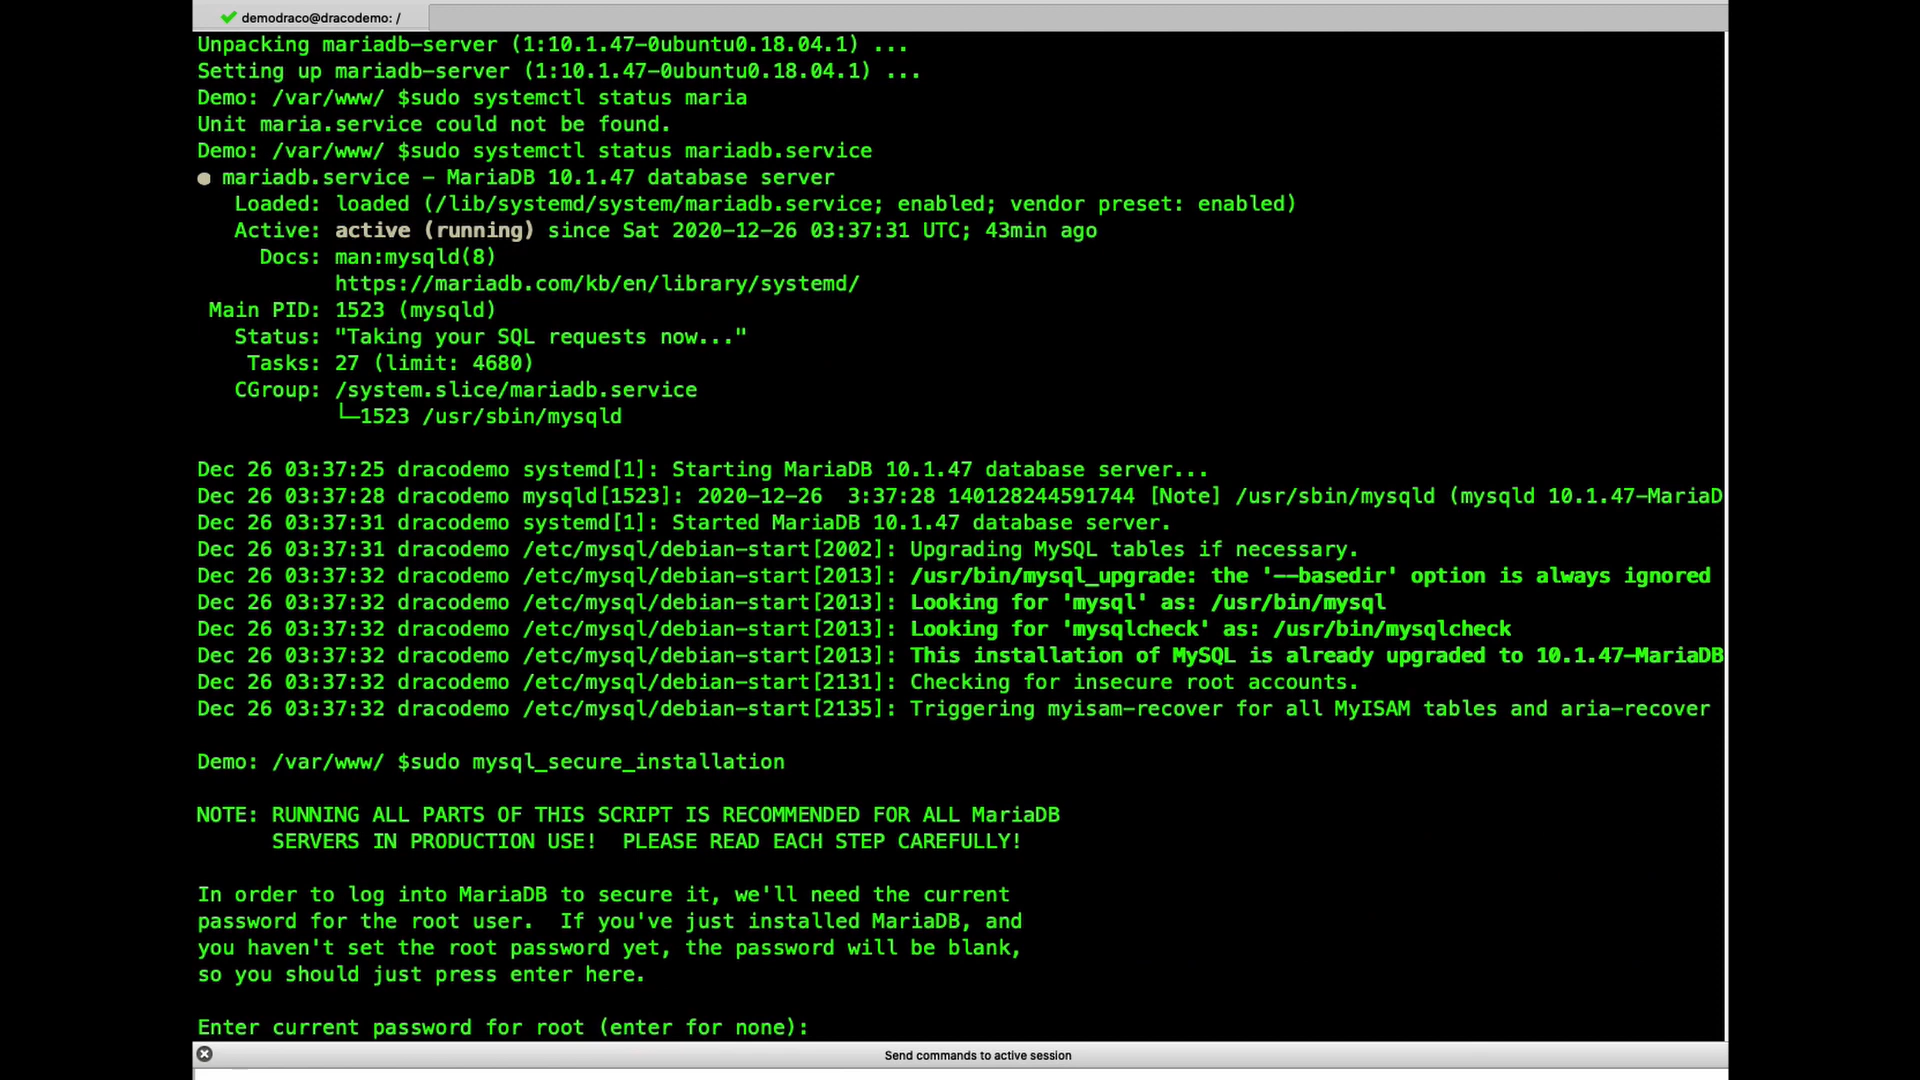 demodraco@dracodemo: /
Unpacking mariadb-server (1:10.1.47-0ubuntu0.18.04.1) ...
Setting up mariadb-server (1:10.1.47-0ubuntu0.18.04.1) ...
Demo: /var/www/ $sudo systemctl status maria
Unit maria.service could not be found.
Demo: /var/www/ $sudo systemctl status mariadb.service
● mariadb.service – MariaDB 10.1.47 database server
Loaded: loaded (/lib/systemd/system/mariadb.service; enabled; vendor preset: enabled)
Active: active (running) since Sat 2020-12-26 03:37:31 UTC; 43min ago
Docs: man:mysqld(8)
https://mariadb.com/kb/en/library/systemd/
Main PID: 1523 (mysqld)
Status: "Taking your SQL requests now..."
Tasks: 27 (limit: 4680)
CGroup: /system.slice/mariadb.service
└─1523 /usr/sbin/mysqld
Dec 26 03:37:25 dracodemo systemd[1]: Starting MariaDB 10.1.47 database server...
Dec 26 03:37:28 dracodemo mysqld[1523]: 2020-12-26  3:37:28 140128244591744 [Note] /usr/sbin/mysqld (mysqld 10.1.47-MariaD
Dec 26 03:37:31 dracodemo systemd[1]: Started MariaDB 10.1.47 database server.
Dec 26 03:37:31 dracodemo /etc/mysql/debian-start[2002]: Upgrading MySQL tables if necessary.
Dec 26 03:37:32 dracodemo /etc/mysql/debian-start[2013]: /usr/bin/mysql_upgrade: the '--basedir' option is always ignored
Dec 26 03:37:32 dracodemo /etc/mysql/debian-start[2013]: Looking for 'mysql' as: /usr/bin/mysql
Dec 26 03:37:32 dracodemo /etc/mysql/debian-start[2013]: Looking for 'mysqlcheck' as: /usr/bin/mysqlcheck
Dec 26 03:37:32 dracodemo /etc/mysql/debian-start[2013]: This installation of MySQL is already upgraded to 10.1.47-MariaDB
Dec 26 03:37:32 dracodemo /etc/mysql/debian-start[2131]: Checking for insecure root accounts.
Dec 26 03:37:32 dracodemo /etc/mysql/debian-start[2135]: Triggering myisam-recover for all MyISAM tables and aria-recover
Demo: /var/www/ $sudo mysql_secure_installation
NOTE: RUNNING ALL PARTS OF THIS SCRIPT IS RECOMMENDED FOR ALL MariaDB
SERVERS IN PRODUCTION USE!  PLEASE READ EACH STEP CAREFULLY!
In order to log into MariaDB to secure it, we'll need the current
password for the root user.  If you've just installed MariaDB, and
you haven't set the root password yet, the password will be blank,
so you should just press enter here.
Enter current password for root (enter for none):
Send commands to active session